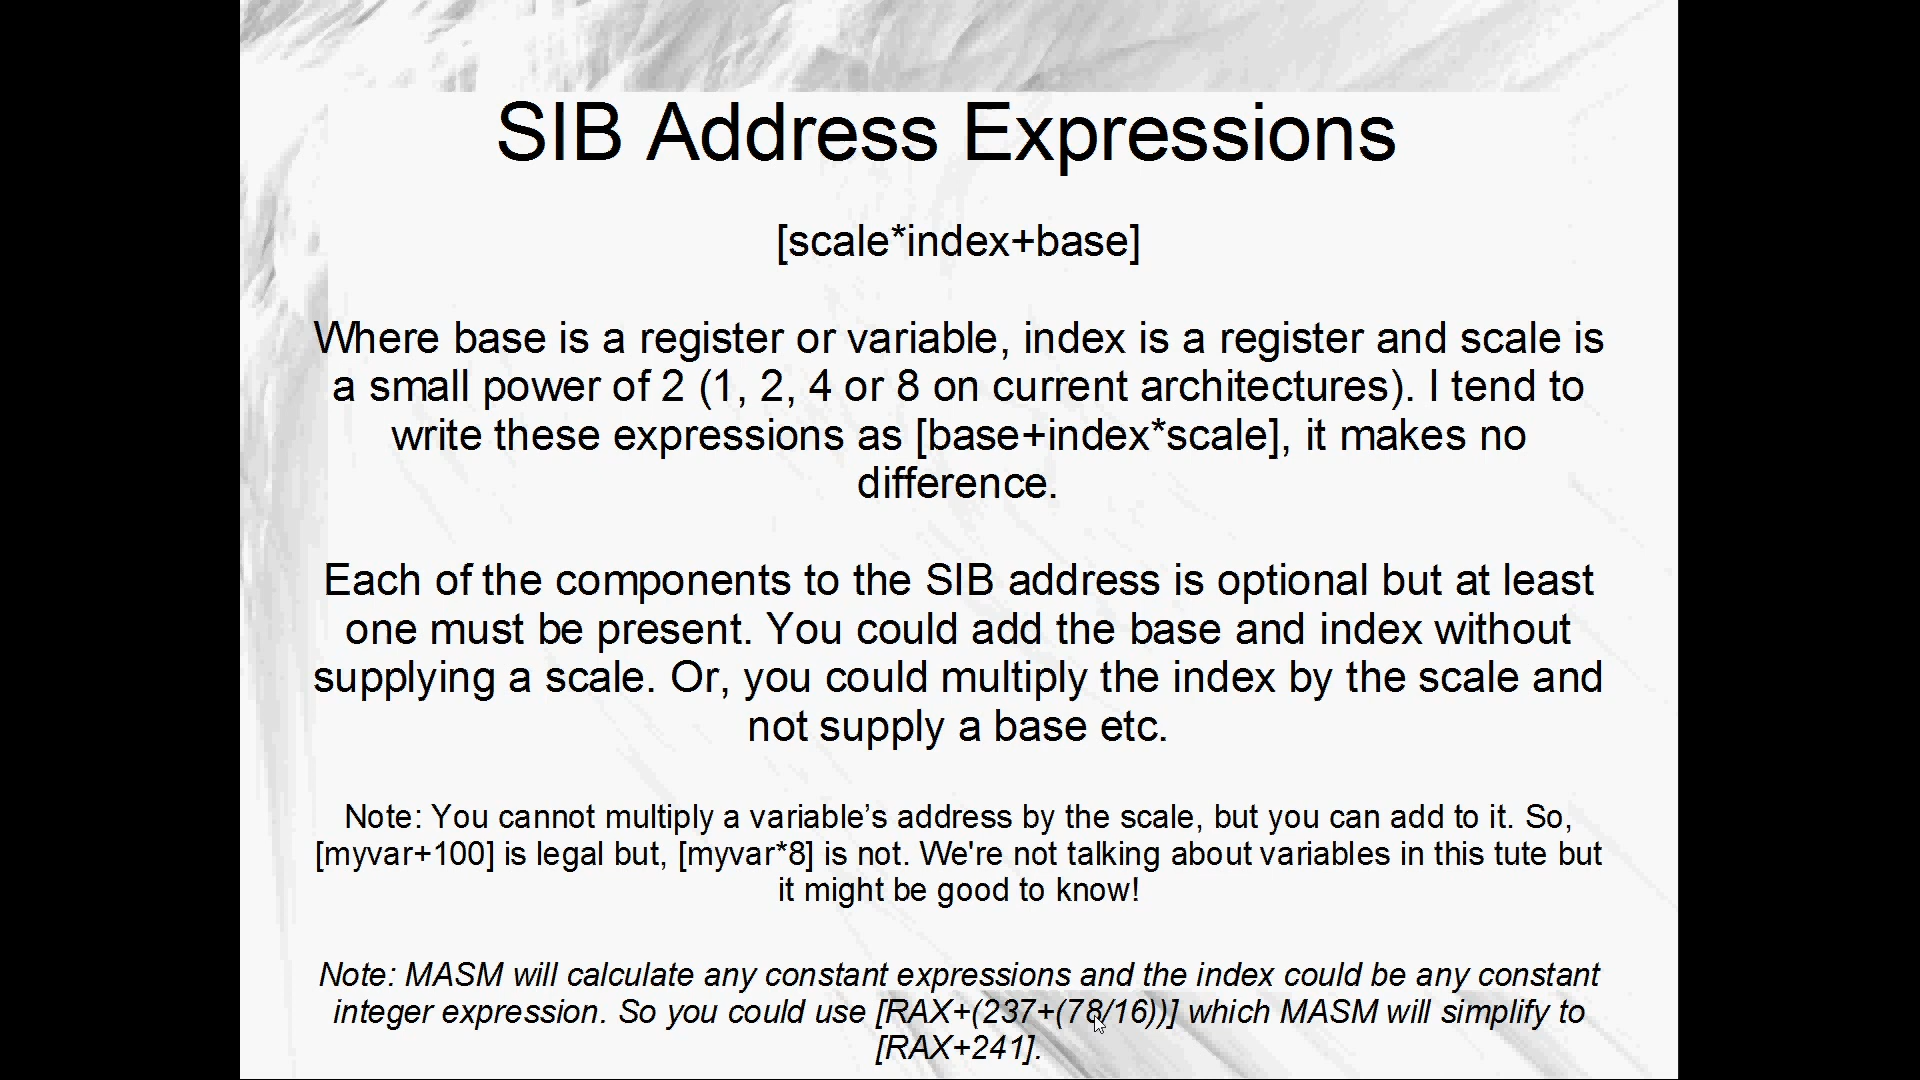 SIB Address Expressions
[scale*index+base]
Where base is a register or variable, index is a register and scale is
a small power of 2 (1, 2, 4 or 8 on current architectures). I tend to
write these expressions as [base+index*scale], it makes no
difference.
Each of the components to the SIB address is optional but at least
one must be present. You could add the base and index without
supplying a scale. Or, you could multiply the index by the scale and
not supply a base etc.
Note: You cannot multiply a variable’s address by the scale, but you can add to it. So,
[myvar+100] is legal but, [myvar*8] is not. We're not talking about variables in this tute but
it might be good to know!
Note: MASM will calculate any constant expressions and the index could be any constant
integer expression. So you could use [RAX+(237+(78/16))] which MASM will simplify to
[RAX+241].